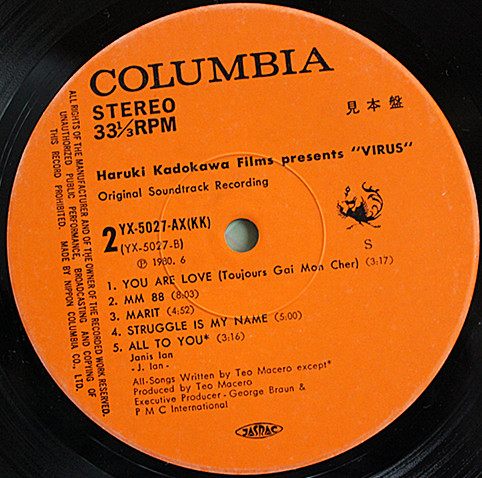 COLUMBIA
STEREO
33 1/3 RPM
見本盤
Haruki Kadokawa Films presents "VIRUS"
Original Soundtrack Recording
2 YX-5027-AX(KK)
(YX-5027-B)
Ⓟ 1980. 6
S
1. YOU ARE LOVE (Toujours Gai Mon Cher) (3:17)
2. MM 88 (8:03)
3. MARIT (4:52)
4. STRUGGLE IS MY NAME (5:00)
5. ALL TO YOU* (3:16)
Janis Ian
- J. Ian -
All-Songs Written by Teo Macero except*
Produced by Teo Macero
Executive Producer - George Braun &
P M C International
JASRAC
ALL RIGHTS OF THE MANUFACTURER AND OF THE OWNER OF THE RECORDED WORK RESERVED.
UNAUTHORIZED PUBLIC PERFORMANCE, BROADCASTING AND COPYING OF
THIS RECORD PROHIBITED. MADE BY NIPPON COLUMBIA CO., LTD.